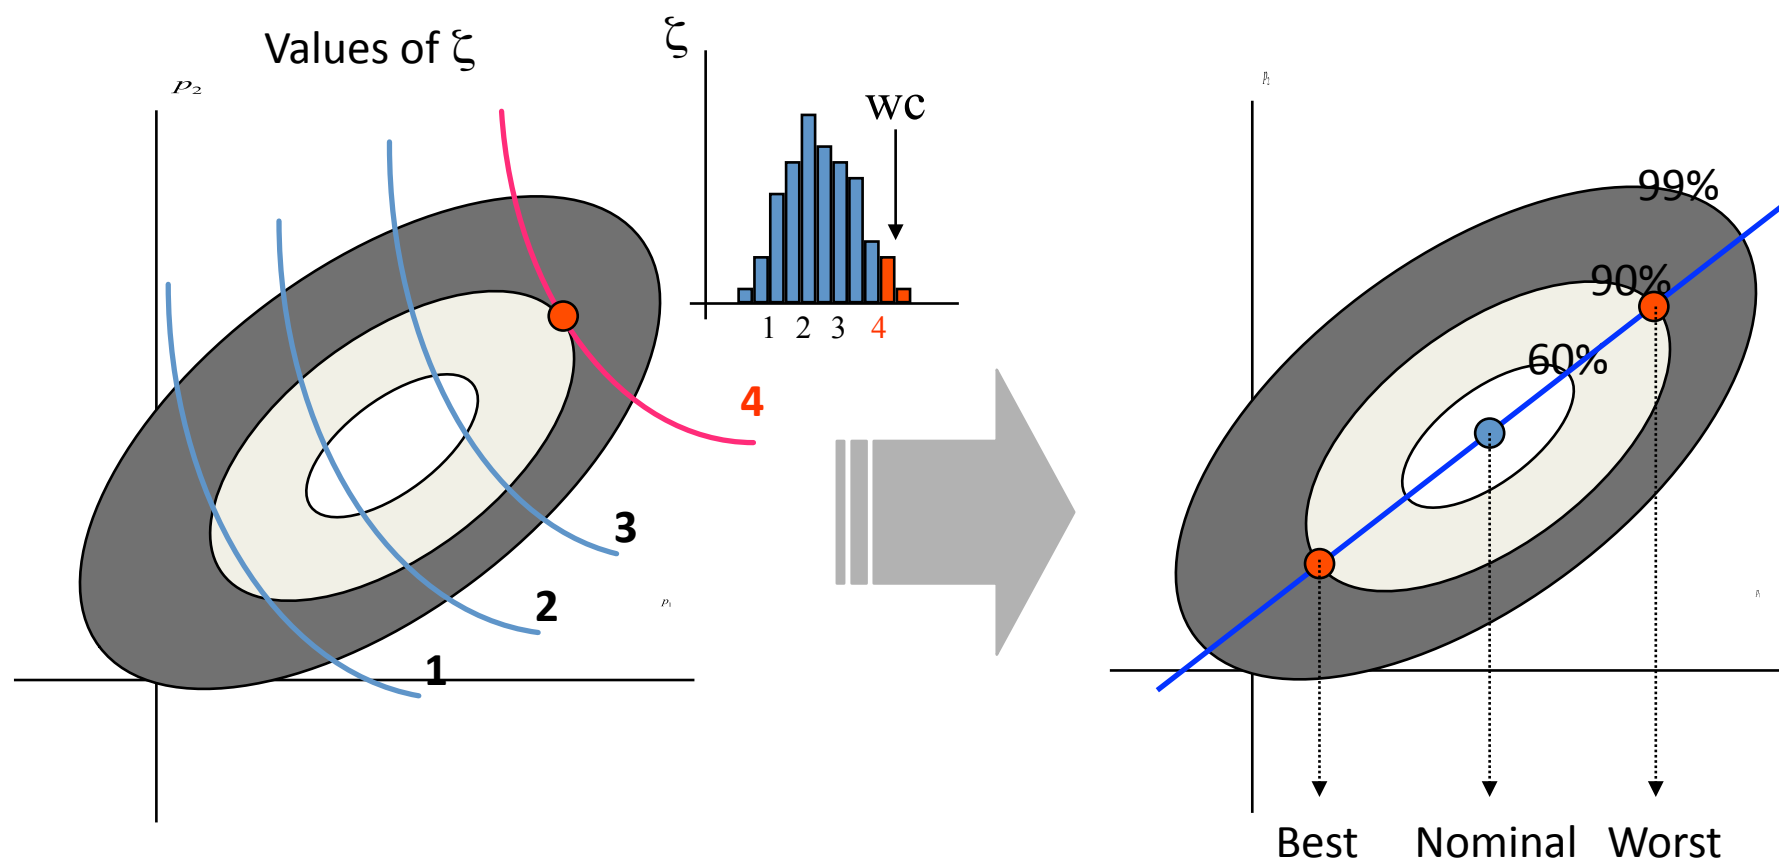 Values of ζ
p₂
ζ
wc
1 2 3 4
4
3
2
1
p₁
p₂
99%
90%
60%
Best Nominal Worst